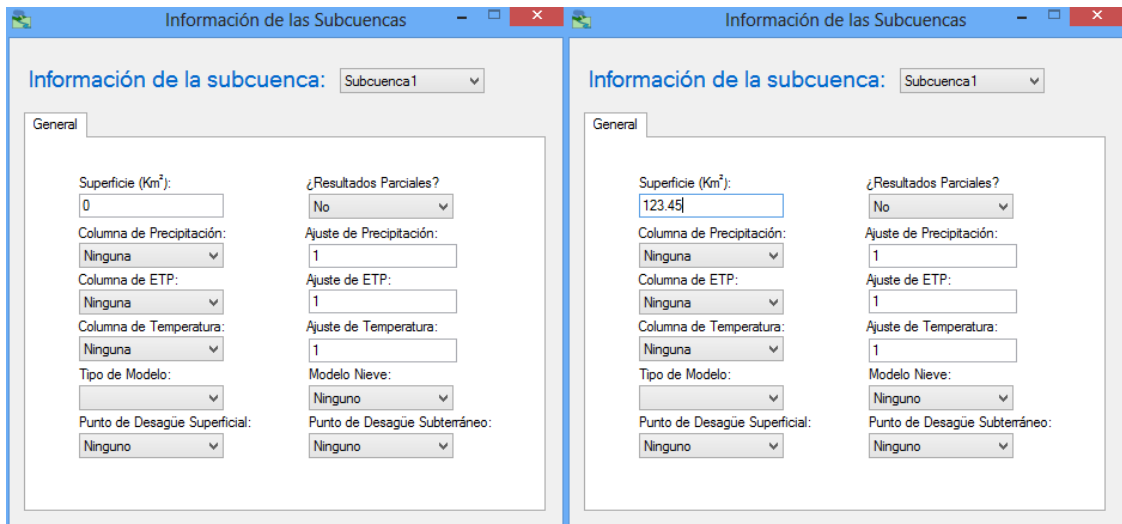 Información de las Subcuencas
Información de la subcuenca: Subcuenca1
General
Superficie (Km²): ¿Resultados Parciales?
0 No
Columna de Precipitación: Ajuste de Precipitación:
Ninguna 1
Columna de ETP: Ajuste de ETP:
Ninguna 1
Columna de Temperatura: Ajuste de Temperatura:
Ninguna 1
Tipo de Modelo: Modelo Nieve:
Ninguno
Punto de Desagüe Superficial: Punto de Desagüe Subterráneo:
Ninguno Ninguno
Información de las Subcuencas
Información de la subcuenca: Subcuenca1
General
Superficie (Km²): ¿Resultados Parciales?
123.45 No
Columna de Precipitación: Ajuste de Precipitación:
Ninguna 1
Columna de ETP: Ajuste de ETP:
Ninguna 1
Columna de Temperatura: Ajuste de Temperatura:
Ninguna 1
Tipo de Modelo: Modelo Nieve:
Ninguno
Punto de Desagüe Superficial: Punto de Desagüe Subterráneo:
Ninguno Ninguno